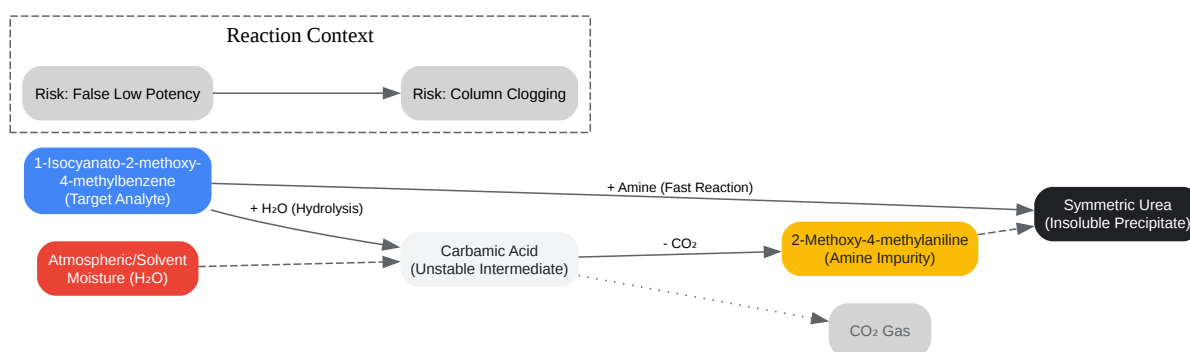 Reaction Context
Risk: False Low Potency
Risk: Column Clogging
1-Isocyanato-2-methoxy-
4-methylbenzene
(Target Analyte)
+ Amine (Fast Reaction)
+ H₂O (Hydrolysis)
Symmetric Urea
(Insoluble Precipitate)
Atmospheric/Solvent
Moisture (H₂O)
Carbamic Acid
(Unstable Intermediate)
- CO₂
2-Methoxy-4-methylaniline
(Amine Impurity)
CO₂ Gas